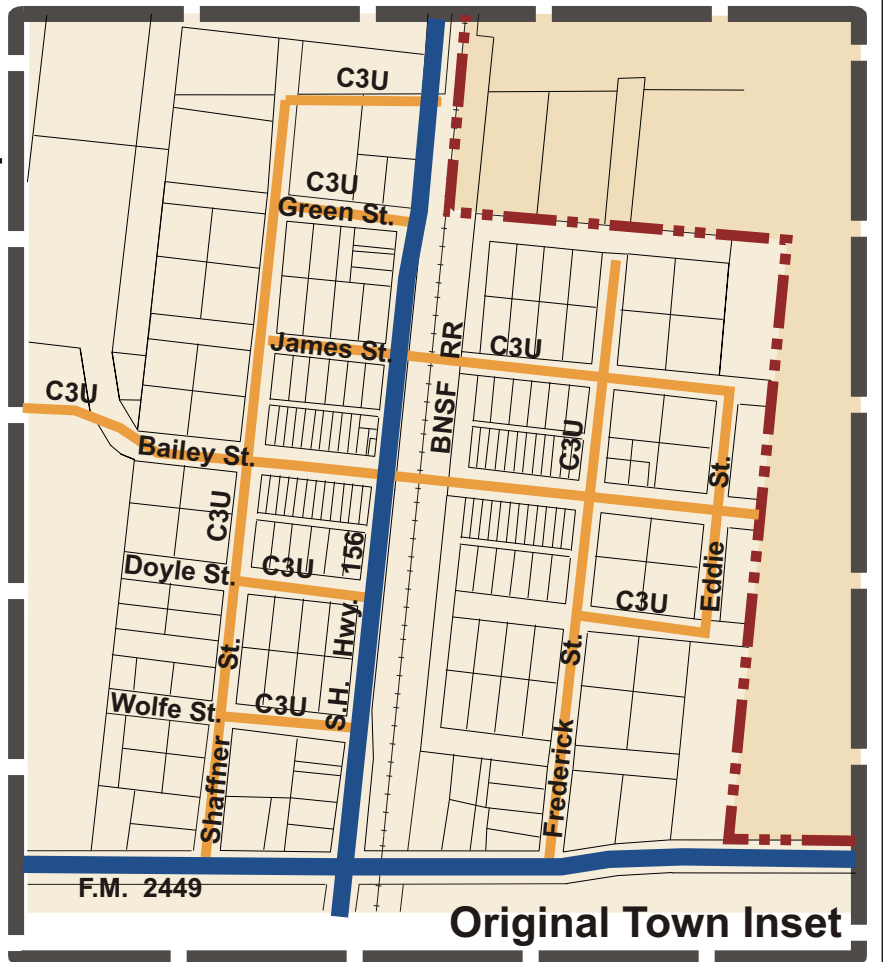 C3U
C3U
Green St.
James St.
RR
C3U
C3U
BNSF
C3U
Bailey St.
St.
C3U
156
Doyle St.
C3U
Eddie
C3U
Hwy.
St.
St.
S.H.
Wolfe St.
C3U
Shaffner
Frederick
F.M. 2449
Original Town Inset